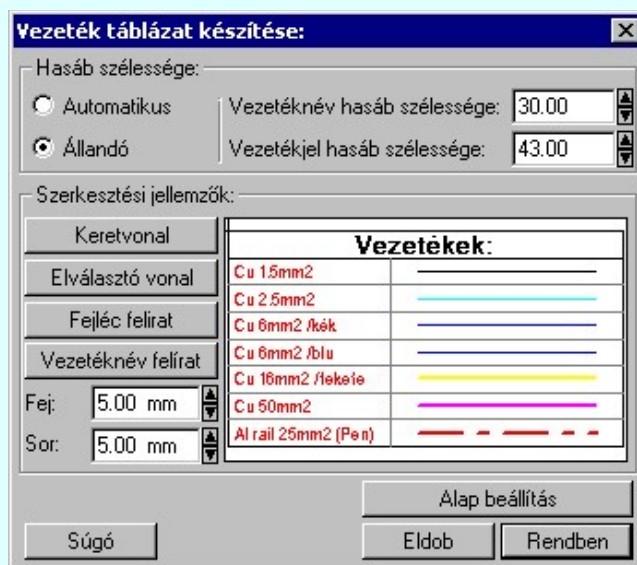 Vezeték táblázat készítése:
Hasáb szélessége:
Automatikus
Vezetéknév hasáb szélessége: 30.00
Állandó
Vezetékjel hasáb szélessége: 43.00
Szerkesztési jellemzők:
Keretvonal
Elválasztó vonal
Fejléc felirat
Vezetéknév felírat
Fej: 5.00 mm
Sor: 5.00 mm
Vezetékek:
Cu 1.5mm2
Cu 2.5mm2
Cu 6mm2 /kék
Cu 6mm2 /blu
Cu 16mm2 /fekete
Cu 50mm2
Al rail 25mm2 (Pen)
Alap beállítás
Súgó
Eldob
Rendben